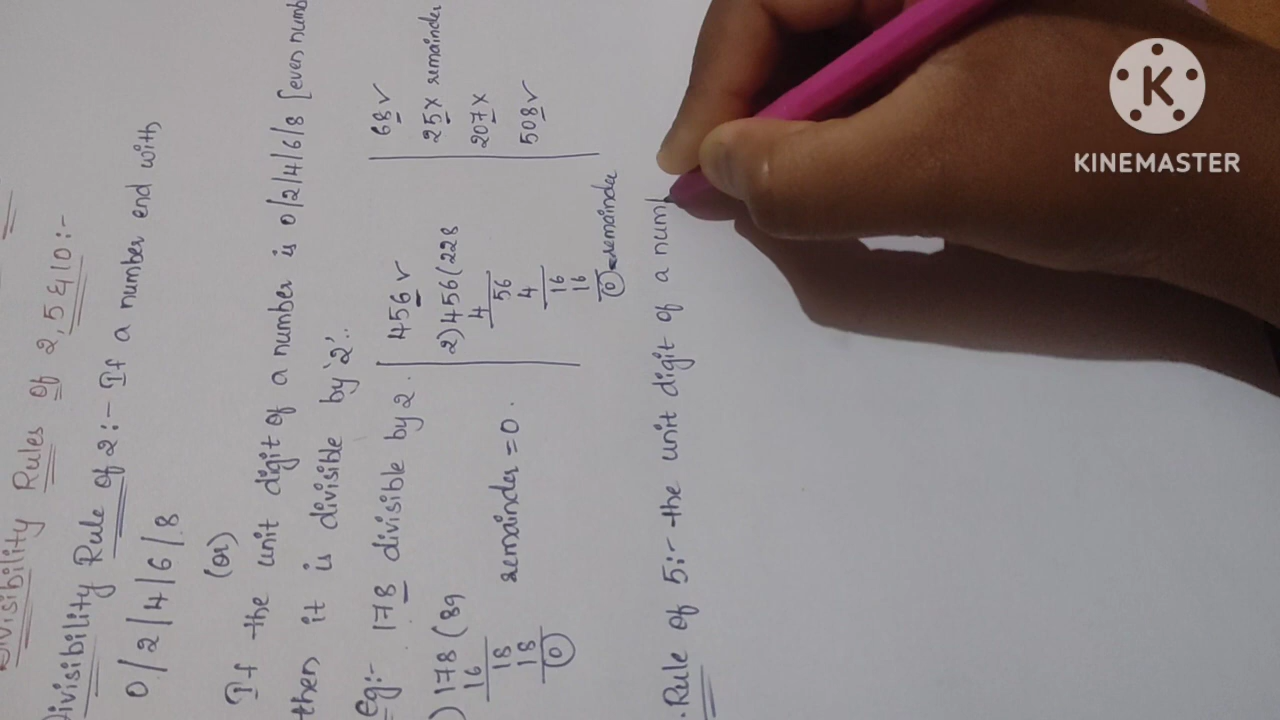 Divisibility Rules of 2, 5 & 10:-
Divisibility Rule of 2:- If a number end with
0/2/4/6/8
(or)
If the unit digit of a number is 0/2/4/6/8 [even numb
then it is divisible by '2'.
Eg:- 178 divisible by 2.
) 178 ( 89
16
18
18
0
remainder = 0.
456 ✓
2) 456 ( 228
4
56
4
16
16
0 remainder
68 ✓
25 x remainder
207 x
508 ✓
Rule of 5:- the unit digit of a num
K
KINEMASTER